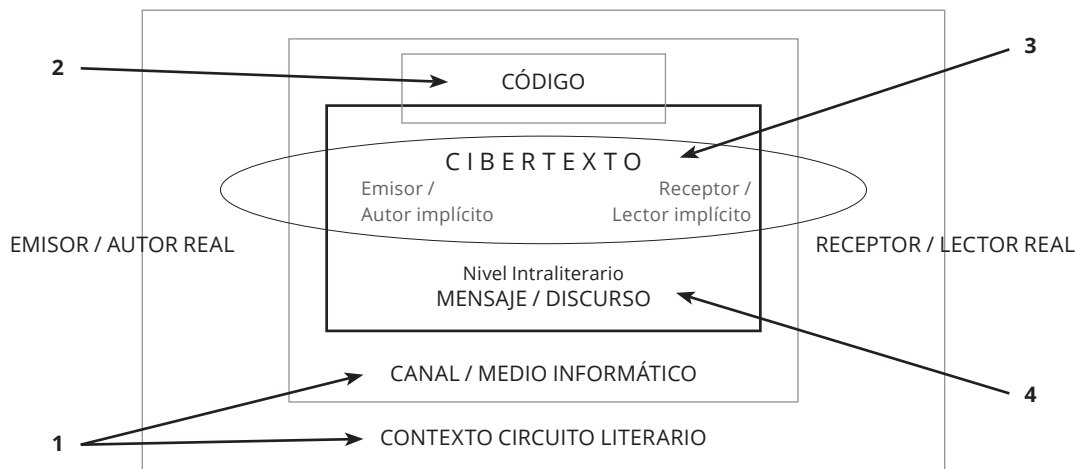 3
2
CÓDIGO
CIBERTEXTO
Emisor /
Autor implícito
Receptor /
Lector implícito
EMISOR / AUTOR REAL
RECEPTOR / LECTOR REAL
Nivel Intraliterario
MENSAJE / DISCURSO
CANAL / MEDIO INFORMÁTICO
4
1
CONTEXTO CIRCUITO LITERARIO